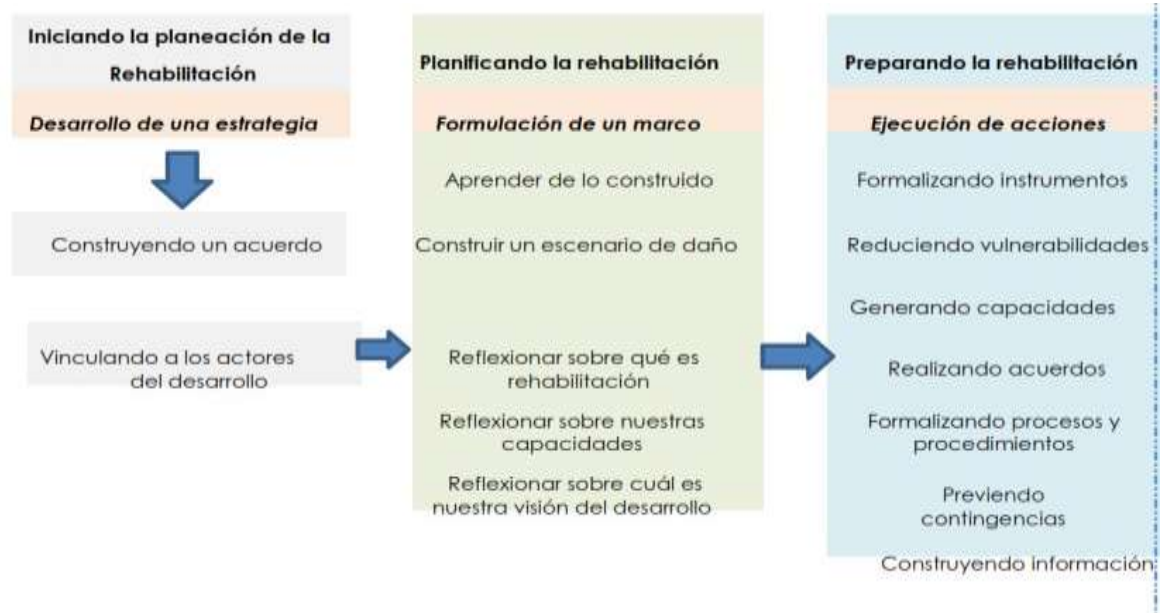 Iniciando la planeación de la
Rehabilitación
Desarrollo de una estrategia
Construyendo un acuerdo
Vinculando a los actores
del desarrollo
Planificando la rehabilitación
Formulación de un marco
Aprender de lo construido
Construir un escenario de daño
Reflexionar sobre qué es
rehabilitación
Reflexionar sobre nuestras
capacidades
Reflexionar sobre cuál es
nuestra visión del desarrollo
Preparando la rehabilitación
Ejecución de acciones
Formalizando instrumentos
Reduciendo vulnerabilidades
Generando capacidades
Realizando acuerdos
Formalizando procesos y
procedimientos
Previendo
contingencias
Construyendo información